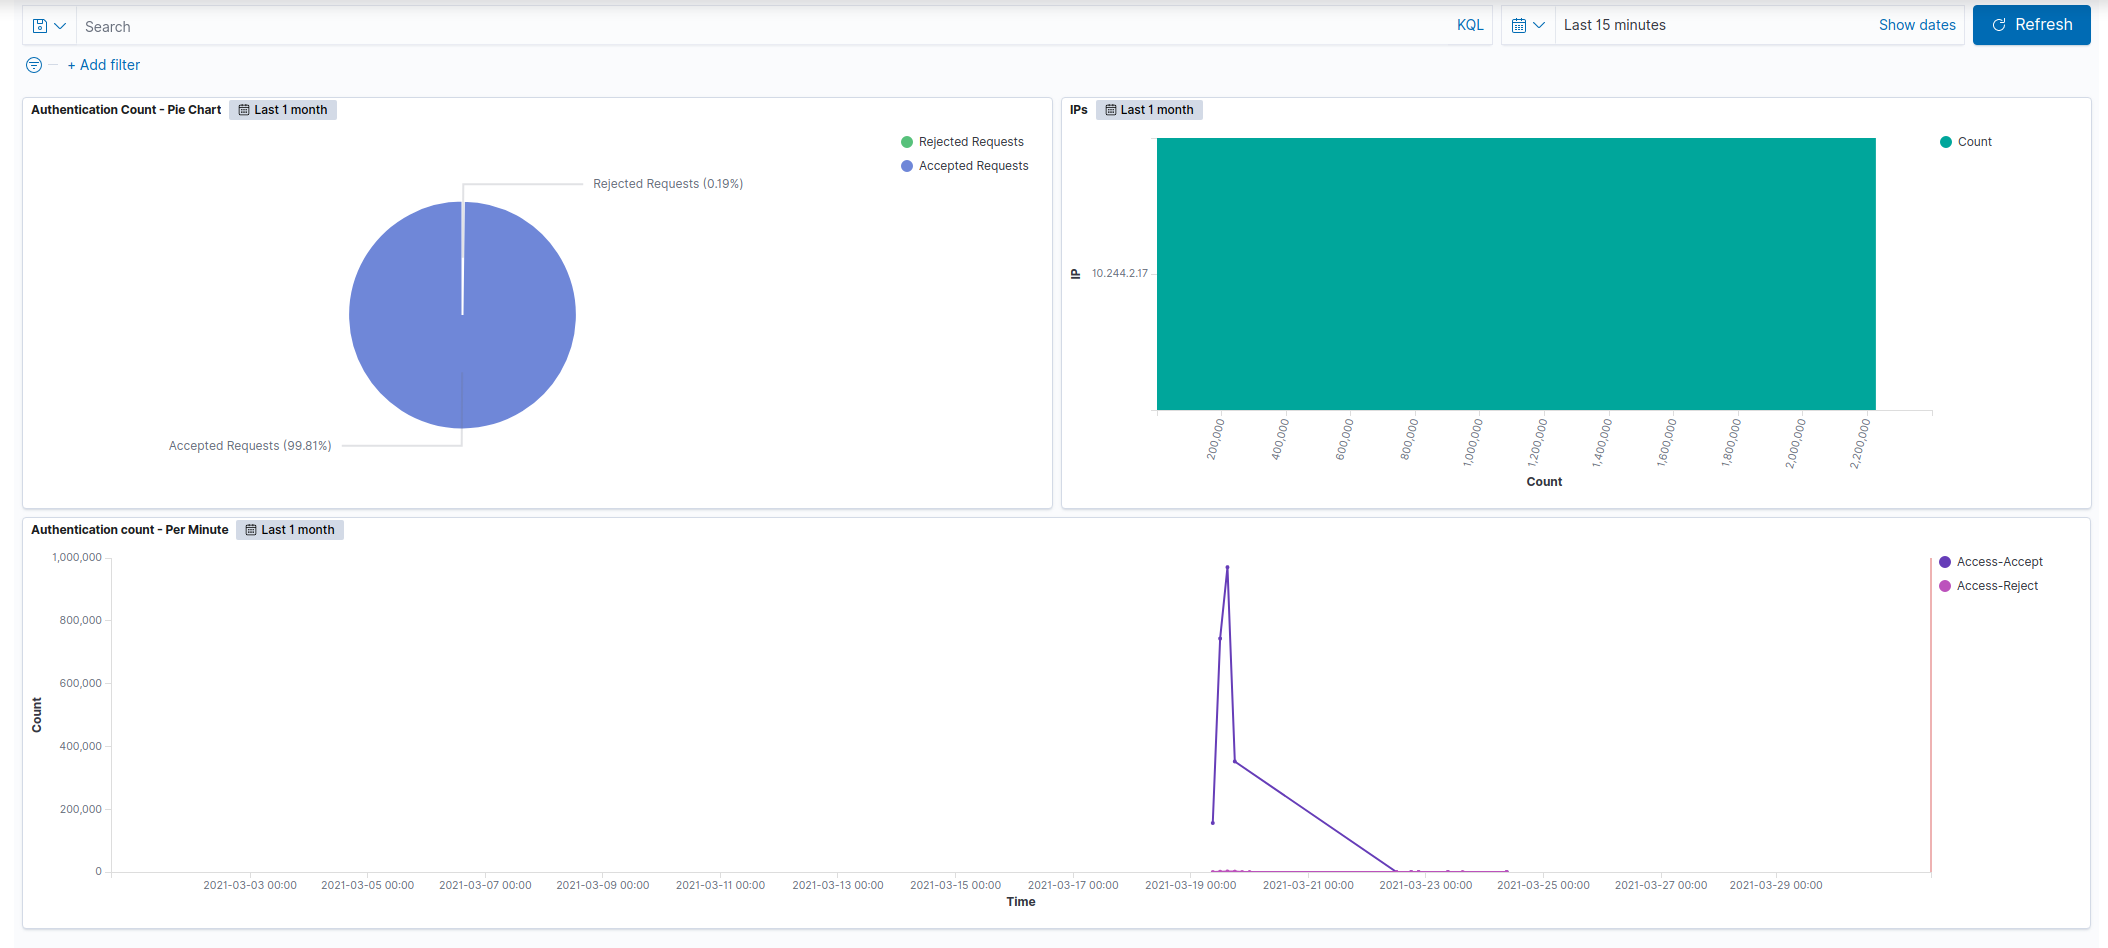 Search
KQL
Last 15 minutes
Show dates
Refresh
+ Add filter
Authentication Count - Pie Chart
Last 1 month
Rejected Requests
Accepted Requests
Rejected Requests (0.19%)
Accepted Requests (99.81%)
IPs
Last 1 month
Count
IP
10.244.2.17
200,000
400,000
600,000
800,000
1,000,000
1,200,000
1,400,000
1,600,000
1,800,000
2,000,000
2,200,000
Count
Authentication count - Per Minute
Last 1 month
1,000,000
800,000
600,000
400,000
200,000
0
Count
Access-Accept
Access-Reject
2021-03-03 00:00
2021-03-05 00:00
2021-03-07 00:00
2021-03-09 00:00
2021-03-11 00:00
2021-03-13 00:00
2021-03-15 00:00
2021-03-17 00:00
2021-03-19 00:00
2021-03-21 00:00
2021-03-23 00:00
2021-03-25 00:00
2021-03-27 00:00
2021-03-29 00:00
Time